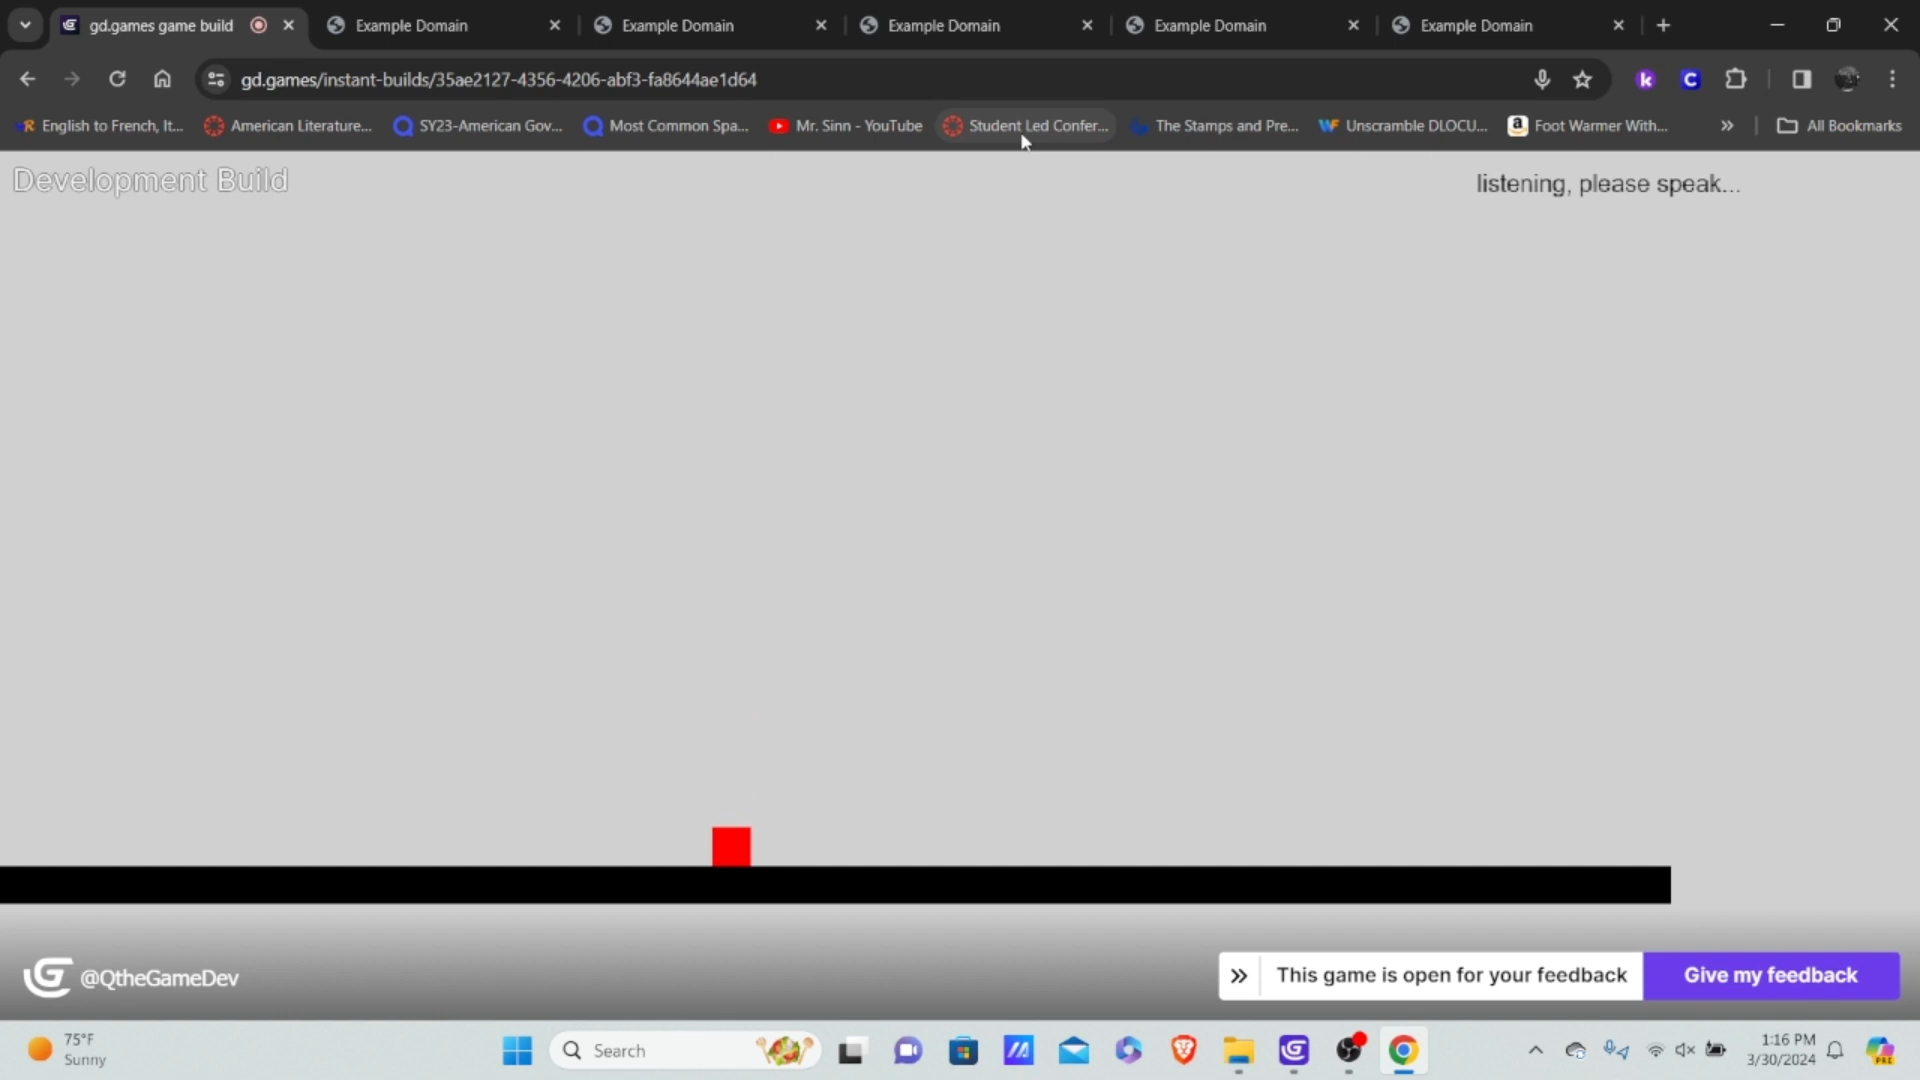 gd.games game build
Example Domain
Example Domain
Example Domain
Example Domain
Example Domain
gd.games/instant-builds/35ae2127-4356-4206-abf3-fa8644ae1d64
English to French, It...
American Literature...
SY23-American Gov...
Most Common Spa...
Mr. Sinn - YouTube
Student Led Confer...
The Stamps and Pre...
Unscramble DLOCU...
Foot Warmer With...
All Bookmarks
Development Build
listening, please speak...
@QtheGameDev
This game is open for your feedback
Give my feedback
75°F
Sunny
Search
1:16 PM
3/30/2024